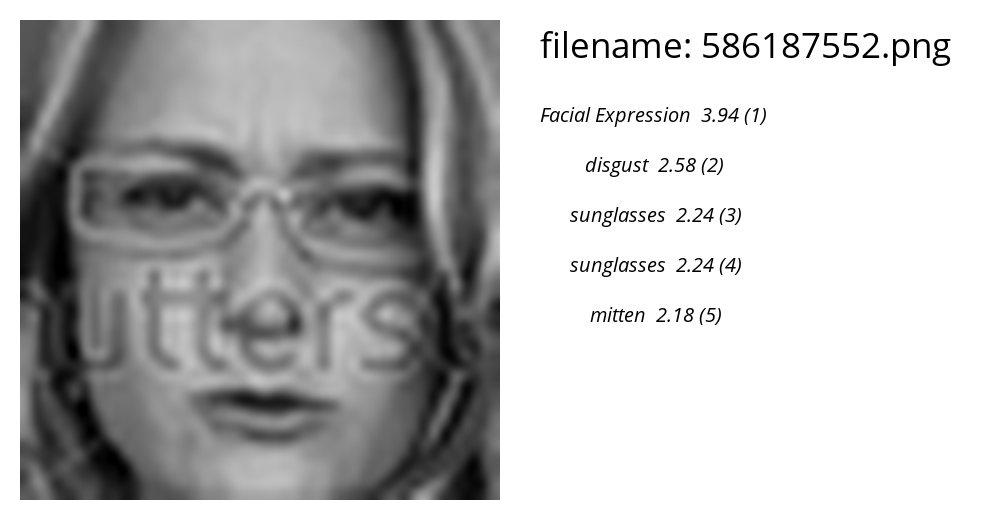 filename: 586187552.png
Facial Expression 3.94 (1)
disgust 2.58 (2)
sunglasses 2.24 (3)
sunglasses 2.24 (4)
mitten 2.18 (5)
utters